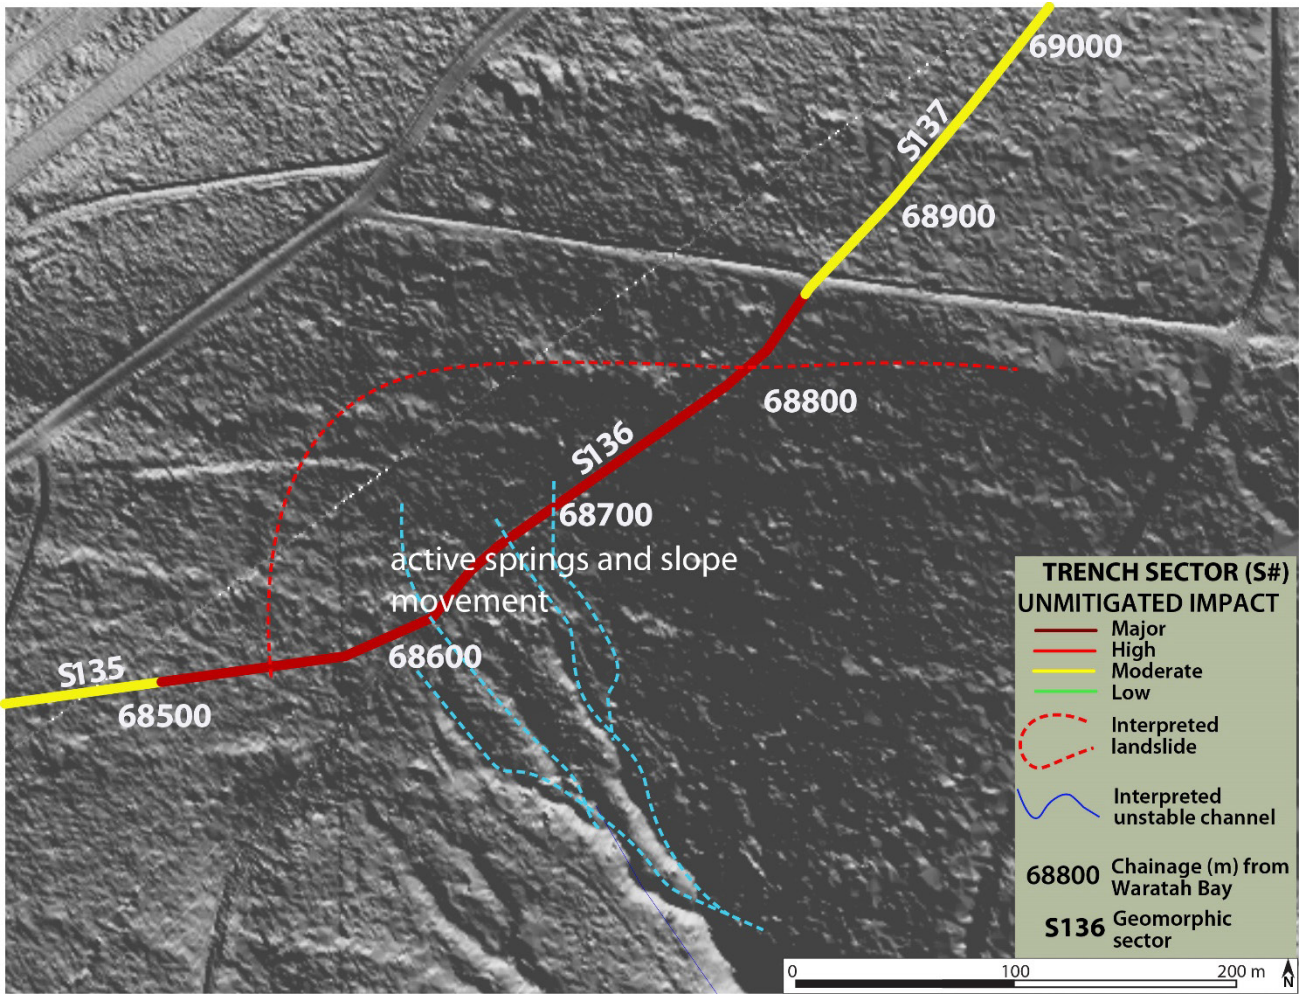 69000
S137
68900
68800
S136
68700
active springs and slope
movement
68600
S135
68500
TRENCH SECTOR (S#)
UNMITIGATED IMPACT
Major
High
Moderate
Low
Interpreted
landslide
Interpreted
unstable channel
68800 Chainage (m) from
Waratah Bay
S136 Geomorphic
sector
0 100 200 m
N